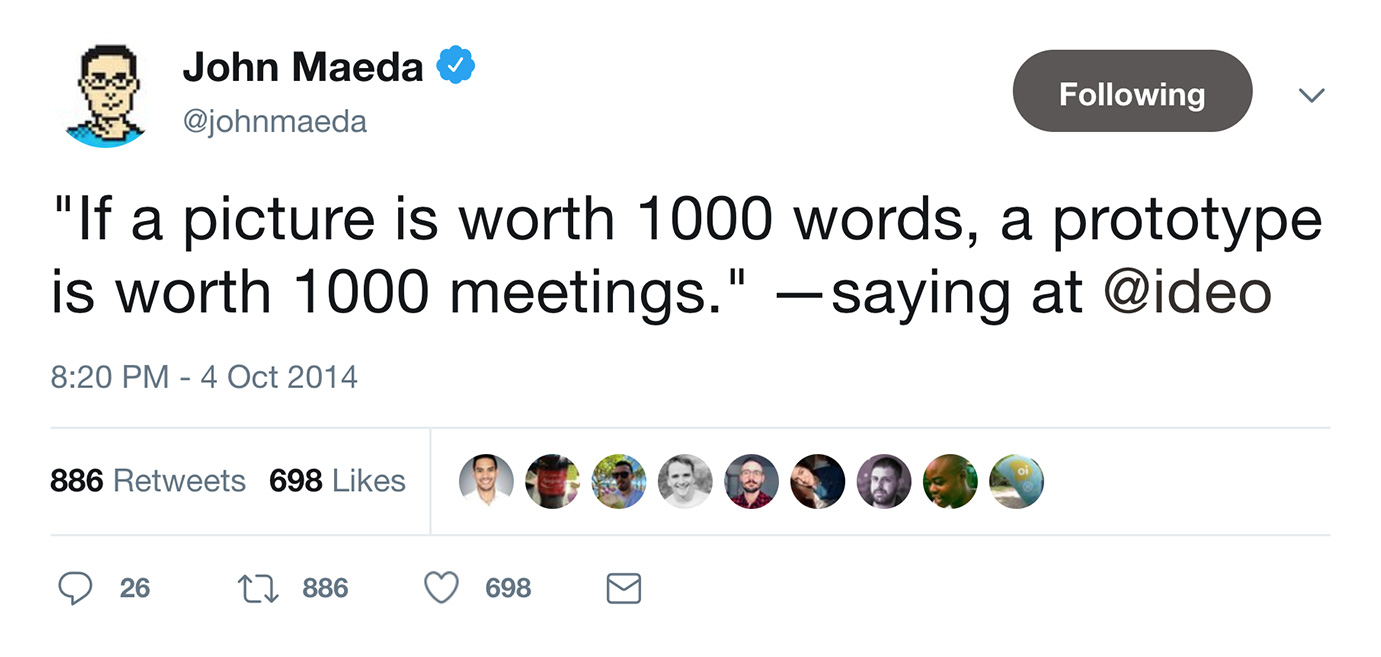 John Maeda
@johnmaeda
Following
"If a picture is worth 1000 words, a prototype
is worth 1000 meetings." —saying at @ideo
8:20 PM - 4 Oct 2014
886 Retweets 698 Likes
oi
26 886 698